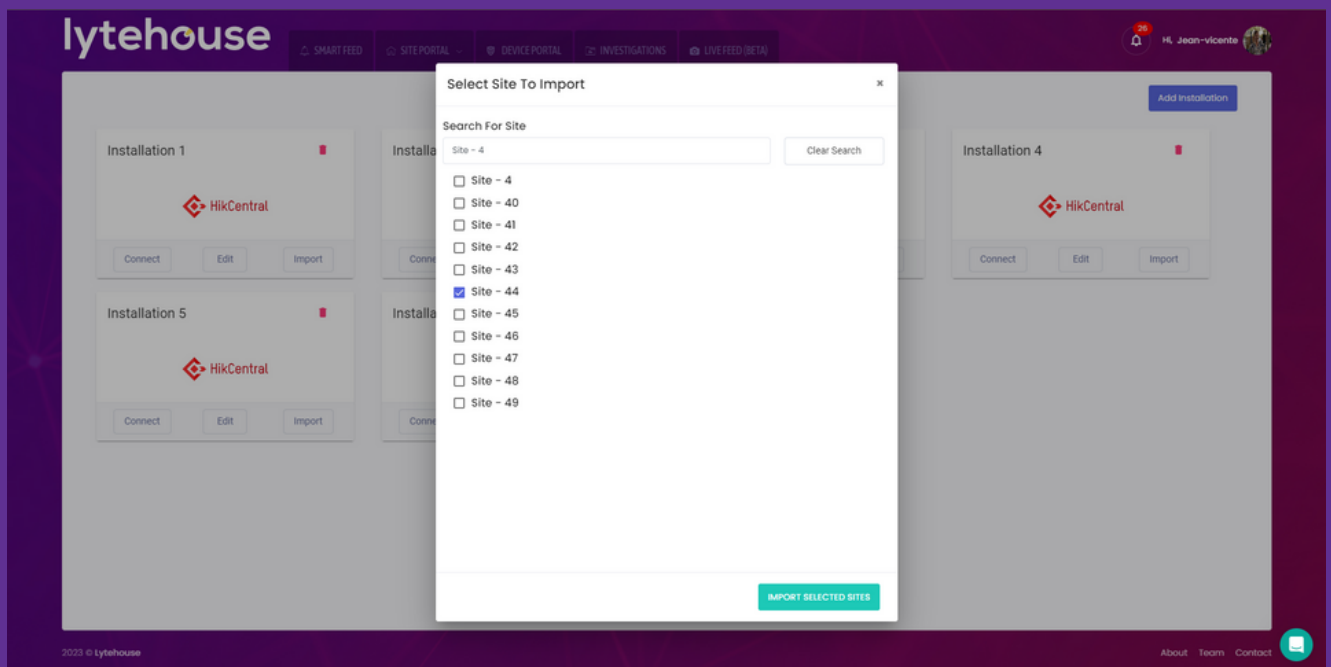 lytehouse
SMART FEED
SITE PORTAL
DEVICE PORTAL
INVESTIGATIONS
LIVE FEED (BETA)
26
Hi, Jean-vicente
Add Installation
Select Site To Import
×
Search For Site
Site - 4
Clear Search
Site - 4
Site - 40
Site - 41
Site - 42
Site - 43
Site - 44
Site - 45
Site - 46
Site - 47
Site - 48
Site - 49
IMPORT SELECTED SITES
Installation 1
HikCentral
Connect Edit Import
Installa
Conne
Installation 4
HikCentral
Connect Edit Import
Installation 5
HikCentral
Connect Edit Import
Installa
Conne
2023 © Lytehouse
About Team Contact